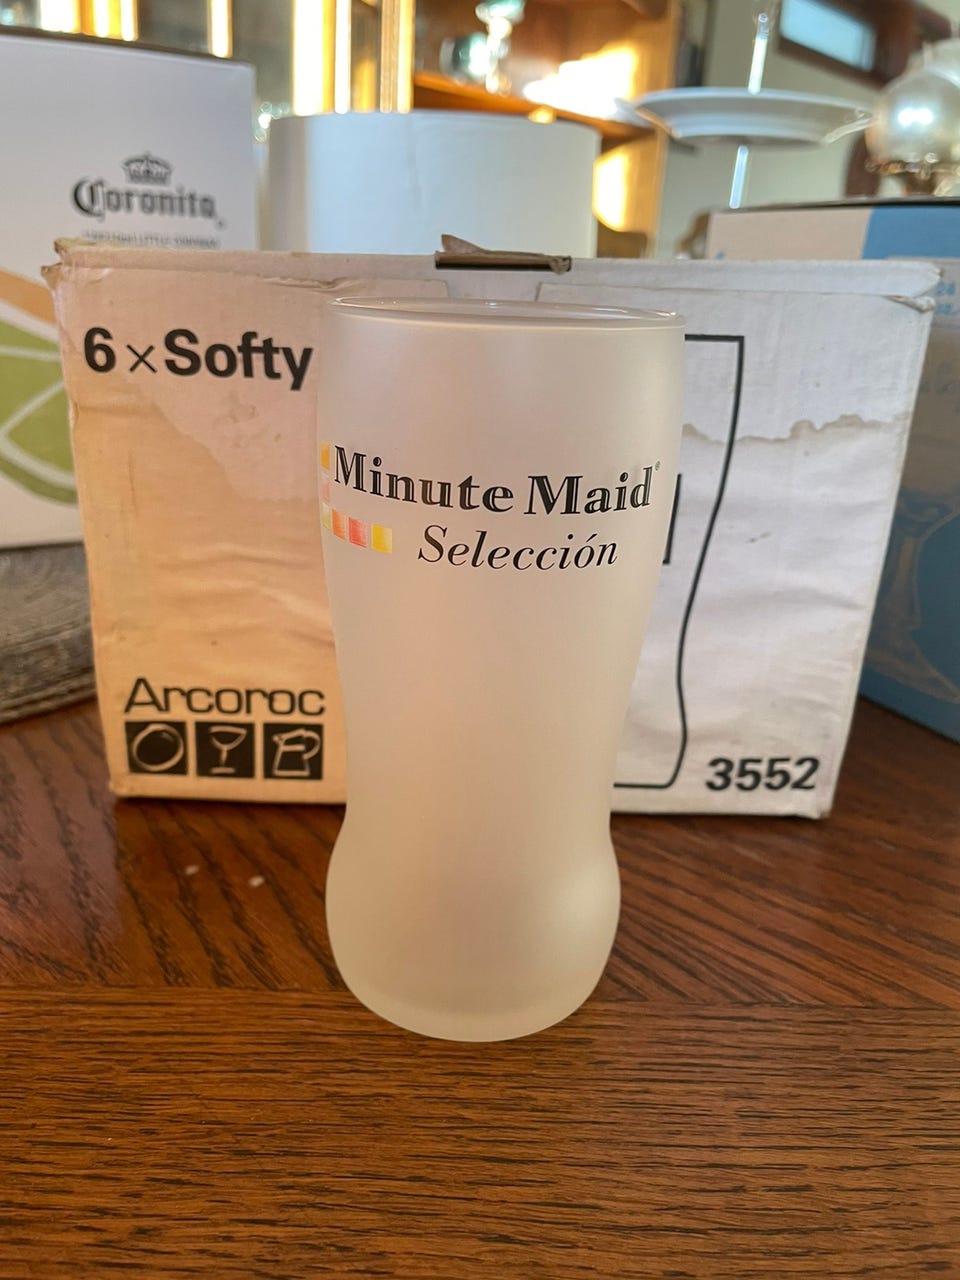 Coronita
6 x Softy
Minute Maid®
Selección
Arcoroc
3552